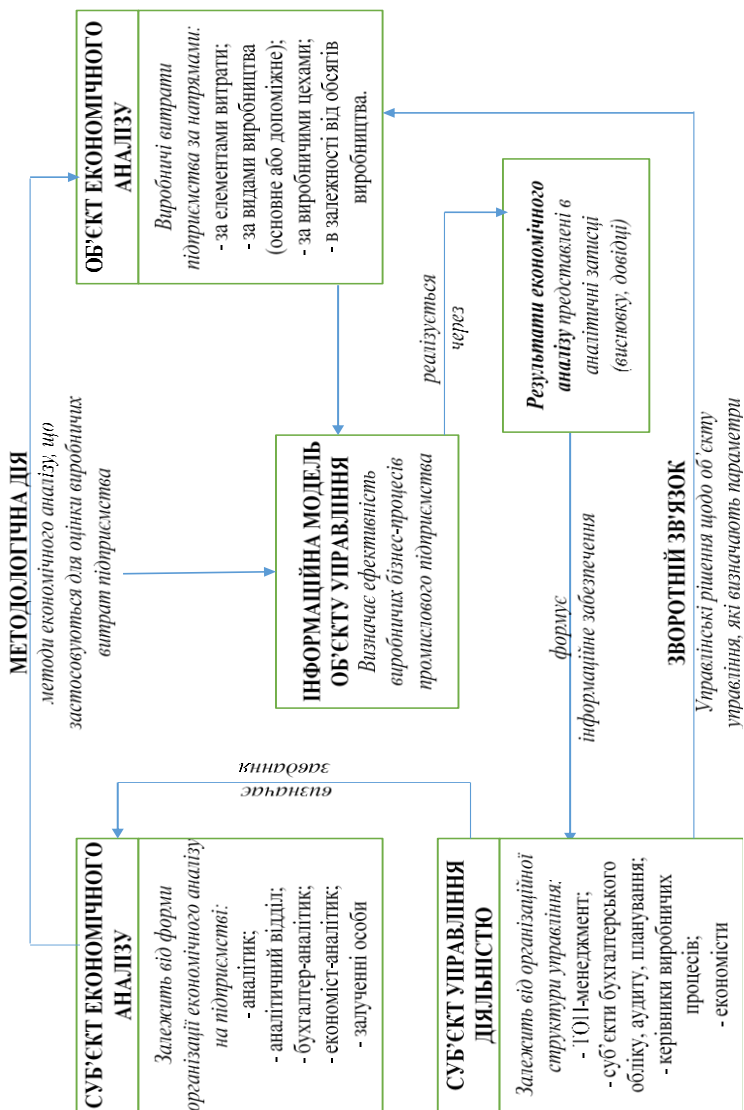 МЕТОДОЛОГІЧНА ДІЯ
методи економічного аналізу, що
застосовуються для оцінки виробничих
витрат підприємства
СУБ’ЄКТ ЕКОНОМІЧНОГО
АНАЛІЗУ
Залежить від форми
організації економічного аналізу
на підприємстві:
- аналітик;
- аналітичний відділ;
- бухгалтер-аналітик;
- економіст-аналітик;
- залученні особи
ОБ’ЄКТ ЕКОНОМІЧНОГО
АНАЛІЗУ
Виробничі витрати
підприємства за напрямами:
- за елементами витрати;
- за видами виробництва
(основне або допоміжне);
- за виробничими цехами;
- в залежності від обсягів
виробництва.
ІНФОРМАЦІЙНА МОДЕЛЬ
ОБ’ЄКТУ УПРАВЛІННЯ
Визначає ефективність
виробничих бізнес-процесів
промислового підприємства
визначає
завдання
реалізується
через
СУБ’ЄКТ УПРАВЛІННЯ
ДІЯЛЬНІСТЮ
Залежить від організаційної
структури управління:
- ТОП-менеджмент;
- суб’єкти бухгалтерського
обліку, аудиту, планування;
- керівники виробничих
процесів;
- економісти
формує
інформаційне забезпечення
Результати економічного
аналізу представлені в
аналітичні записці
(висновку, довідці)
ЗВОРОТНІЙ ЗВ’ЯЗОК
Управлінські рішення щодо об’єкту
управління, які визначають параметри